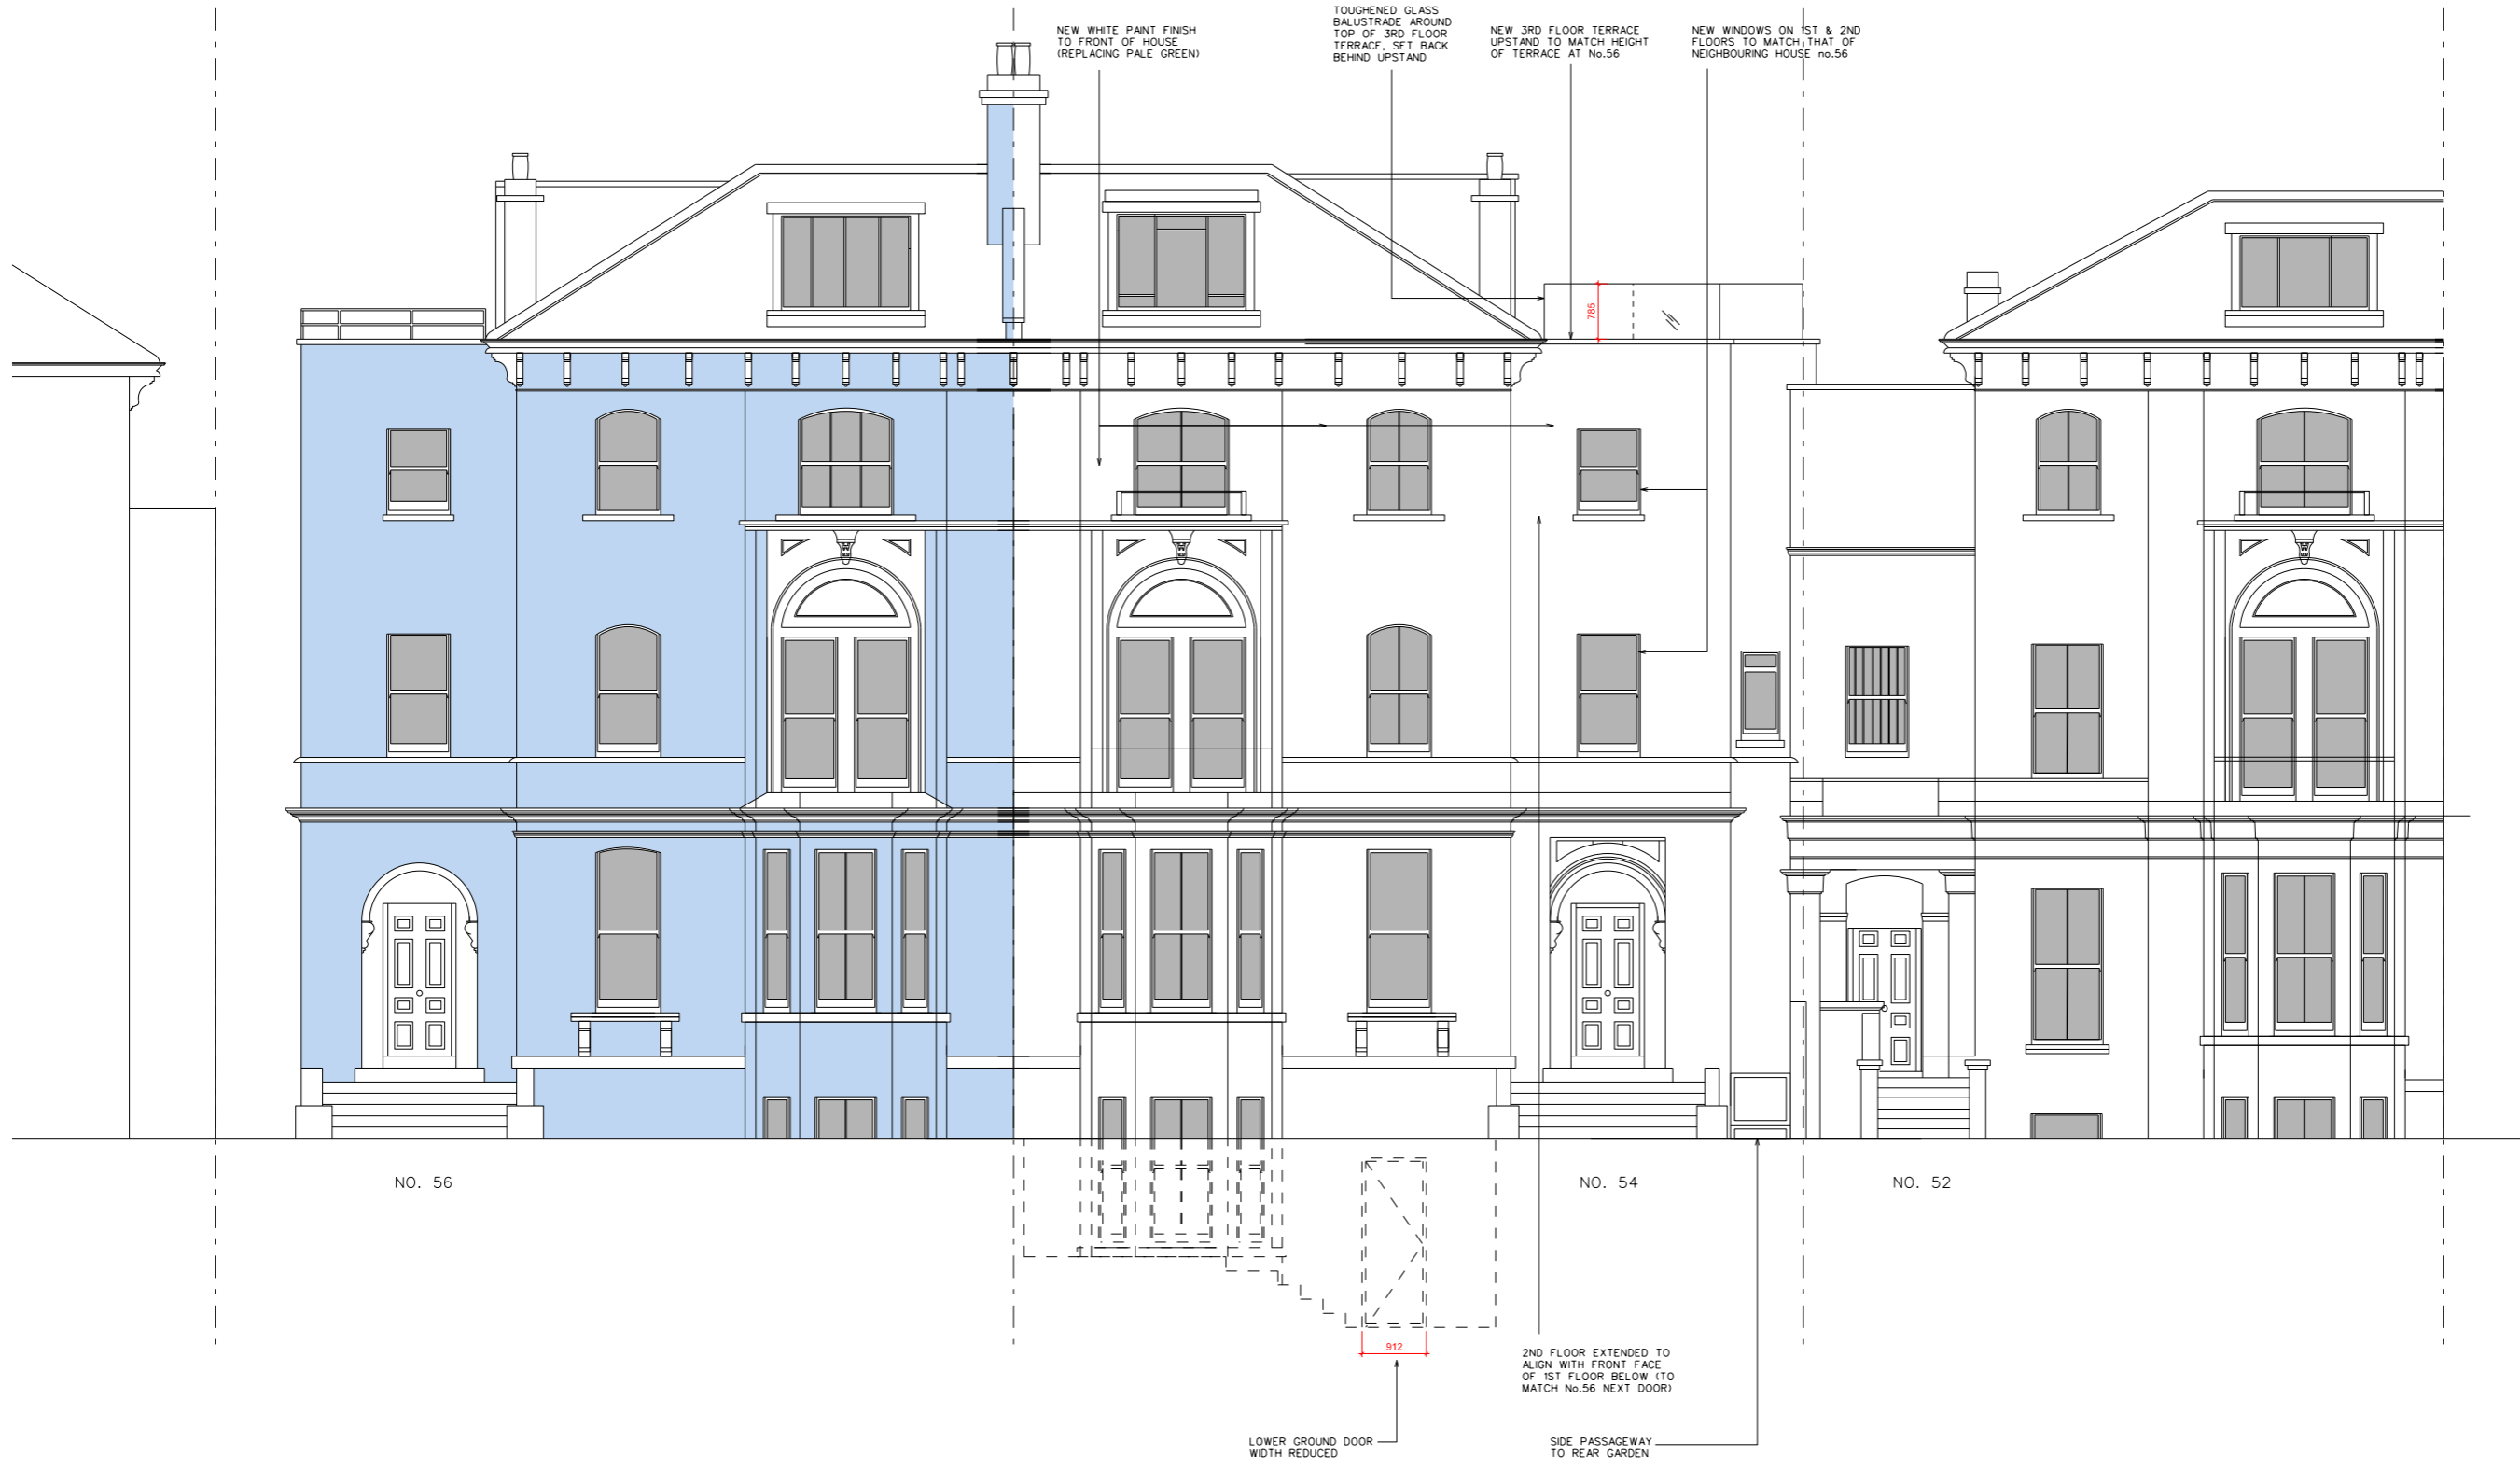 NEW WHITE PAINT FINISH
TO FRONT OF HOUSE
(REPLACING PALE GREEN)
TOUGHENED GLASS
BALUSTRADE AROUND
TOP OF 3RD FLOOR
TERRACE, SET BACK
BEHIND UPSTAND
NEW 3RD FLOOR TERRACE
UPSTAND TO MATCH HEIGHT
OF TERRACE AT No.56
NEW WINDOWS ON 1ST & 2ND
FLOORS TO MATCH THAT OF
NEIGHBOURING HOUSE no.56
785
NO. 56
NO. 54
NO. 52
912
2ND FLOOR EXTENDED TO
ALIGN WITH FRONT FACE
OF 1ST FLOOR BELOW (TO
MATCH No.56 NEXT DOOR)
LOWER GROUND DOOR
WIDTH REDUCED
SIDE PASSAGEWAY
TO REAR GARDEN